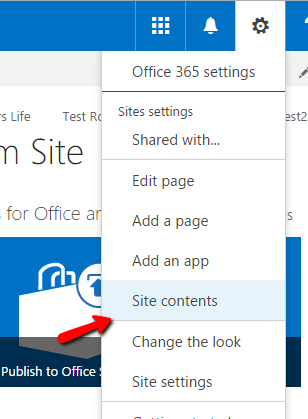 Office 365 settings
Sites settings
rs Life
Test Ro
est2
Shared with...
m Site
Edit page
s for Office an
Add a page
s
Add an app
Site contents
Change the look
Publish to Office S
Site settings